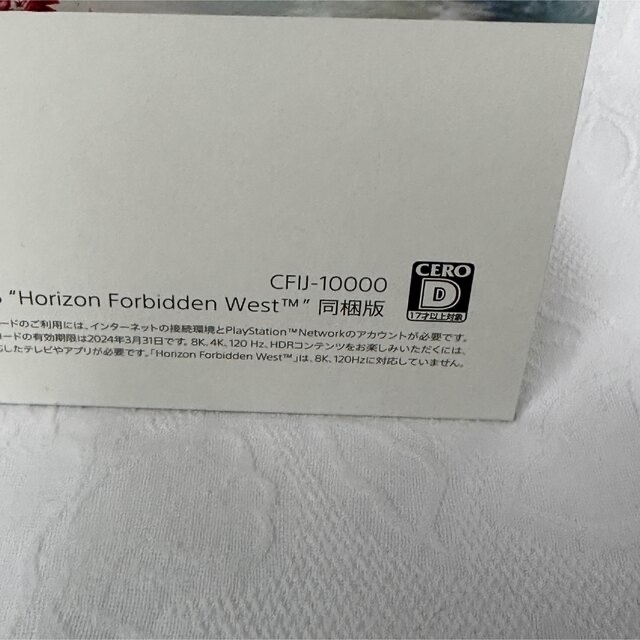 CFIJ-10000
"Horizon Forbidden West™" 同梱版
CERO
D
17才以上対象
ードのご利用には、インターネットの接続環境とPlayStation™Networkのアカウントが必要です。
ードの有効期限は2024年3月31日です。8K, 4K, 120 Hz, HDRコンテンツをお楽しみいただくには、
応したテレビやアプリが必要です。「Horizon Forbidden West™」は、8K, 120Hzに対応していません。